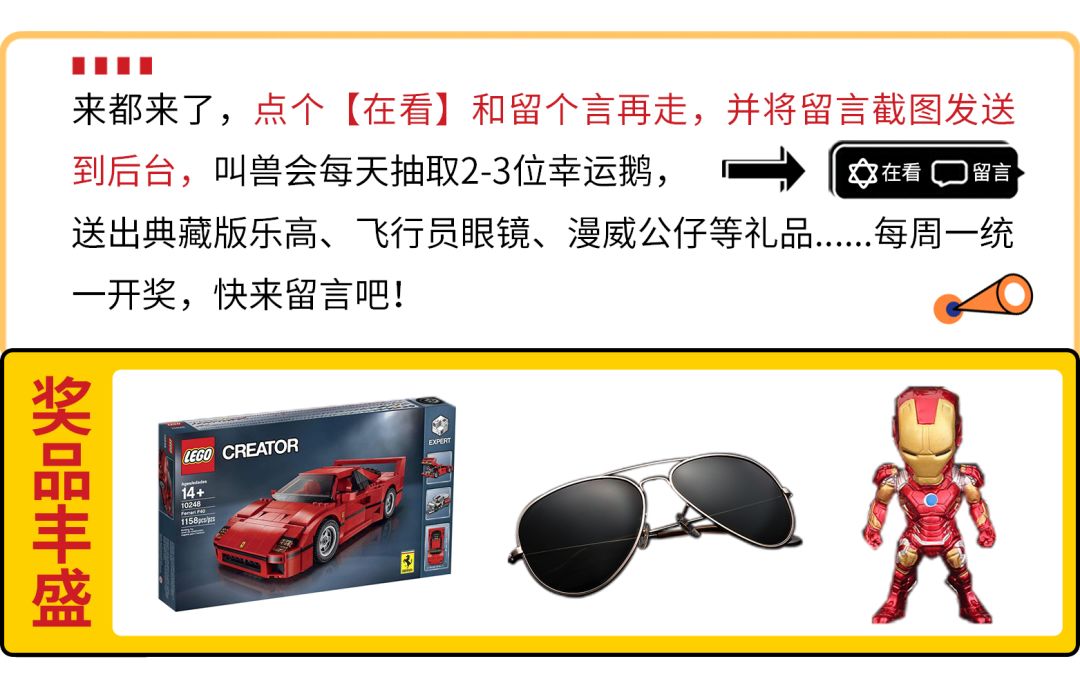 来都来了，点个【在看】和留个言再走，并将留言截图发送
到后台，叫兽会每天抽取2-3位幸运鹅，
在看 留言
送出典藏版乐高、飞行员眼镜、漫威公仔等礼品......每周一统
一开奖，快来留言吧！
奖品丰盛
LEGO CREATOR
EXPERT
14+
10248
Ferrari F40
1158pcs/pzs